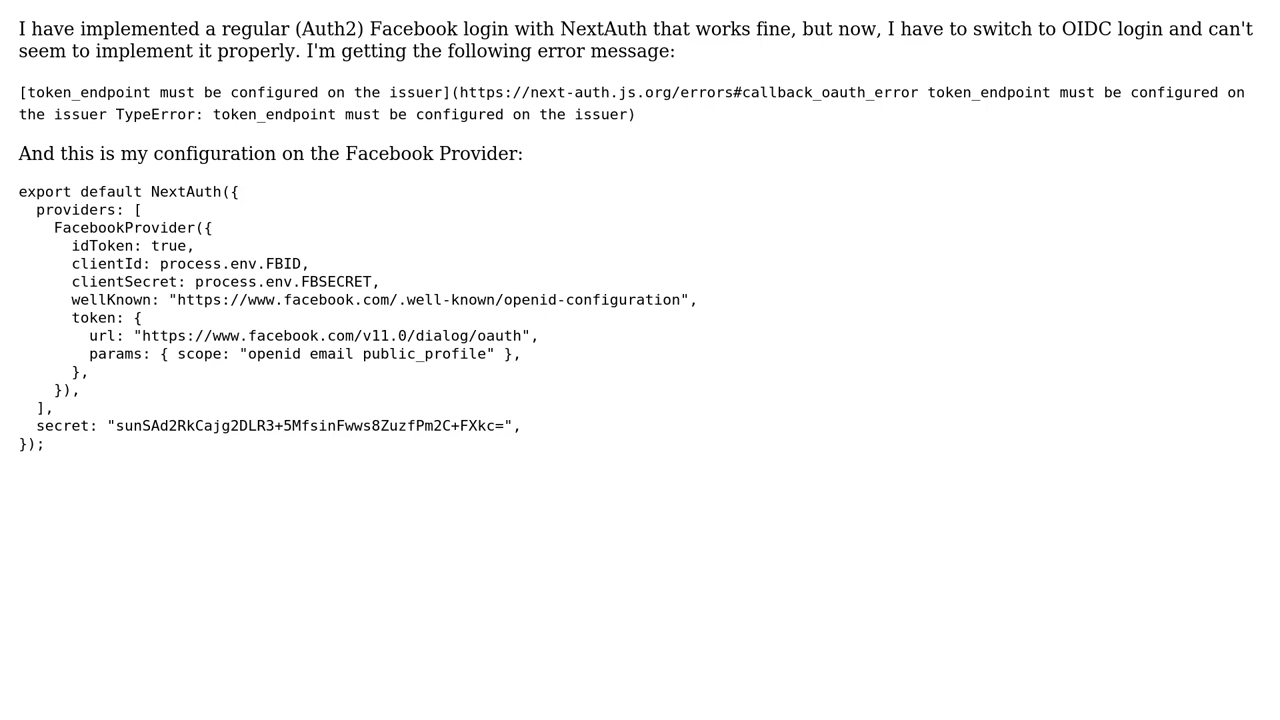 I have implemented a regular (Auth2) Facebook login with NextAuth that works fine, but now, I have to switch to OIDC login and can't
seem to implement it properly. I'm getting the following error message:
[token_endpoint must be configured on the issuer](https://next-auth.js.org/errors#callback_oauth_error token_endpoint must be configured on
the issuer TypeError: token_endpoint must be configured on the issuer)
And this is my configuration on the Facebook Provider:
export default NextAuth({
  providers: [
    FacebookProvider({
      idToken: true,
      clientId: process.env.FBID,
      clientSecret: process.env.FBSECRET,
      wellKnown: "https://www.facebook.com/.well-known/openid-configuration",
      token: {
        url: "https://www.facebook.com/v11.0/dialog/oauth",
        params: { scope: "openid email public_profile" },
      },
    }),
  ],
  secret: "sunSAd2RkCajg2DLR3+5MfsinFwws8ZuzfPm2C+FXkc=",
});